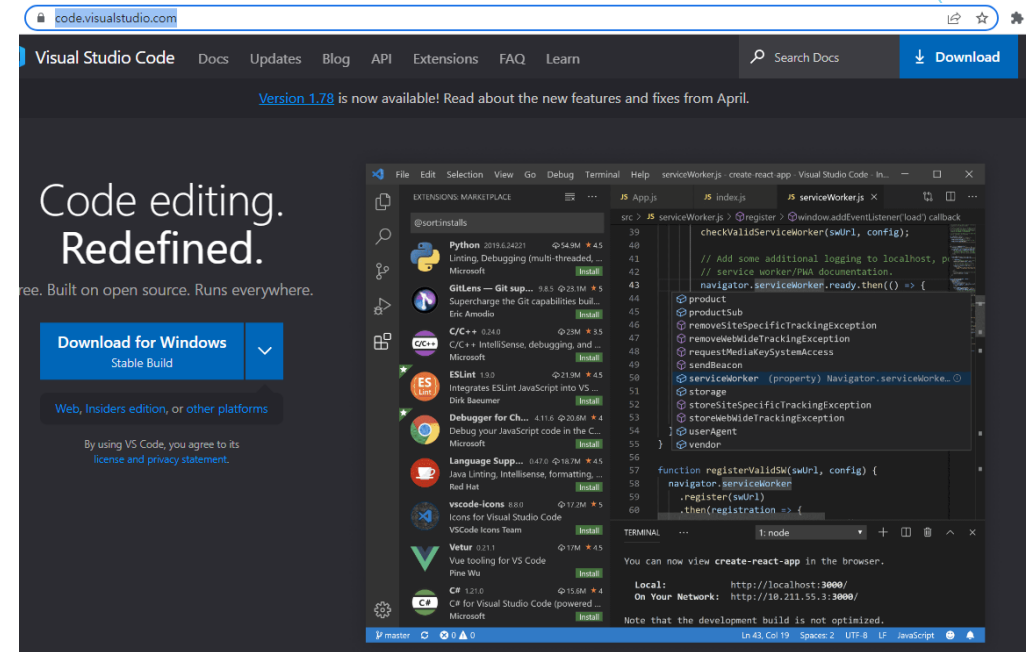 code.visualstudio.com
Visual Studio Code Docs Updates Blog API Extensions FAQ Learn Search Docs Download
Version 1.78 is now available! Read about the new features and fixes from April.
Code editing.
Redefined.
ree. Built on open source. Runs everywhere.
Download for Windows
Stable Build
Web, Insiders edition, or other platforms
By using VS Code, you agree to its
license and privacy statement.
File Edit Selection View Go Debug Terminal Help serviceWorker.js - create-react-app - Visual Studio Code - In...
EXTENSIONS: MARKETPLACE
@sort:installs
Python 2019.6.24221 54.9M ★ 4.5
Linting, Debugging (multi-threaded, ...
Microsoft Install
GitLens — Git sup... 9.8.5 23.1M ★ 5
Supercharge the Git capabilities buil...
Eric Amodio Install
C/C++ 0.24.0 23M ★ 3.5
C/C++ IntelliSense, debugging, and ...
Microsoft Install
ESLint 1.9.0 21.9M ★ 4.5
Integrates ESLint JavaScript into VS ...
Dirk Baeumer Install
Debugger for Ch... 4.11.6 20.6M ★ 4
Debug your JavaScript code in the C...
Microsoft Install
Language Supp... 0.47.0 18.7M ★ 4.5
Java Linting, Intellisense, formatting, ...
Red Hat Install
vscode-icons 8.8.0 17.2M ★ 5
Icons for Visual Studio Code
VSCode Icons Team Install
Vetur 0.21.1 17M ★ 4.5
Vue tooling for VS Code
Pine Wu Install
C# 1.21.0 15.6M ★ 4
C# for Visual Studio Code (powered ...
Microsoft Install
JS App.js JS index.js JS serviceWorker.js
src > JS serviceWorker.js > register > window.addEventListener('load') callback
39 checkValidServiceWorker(swUrl, config);
40
41 // Add some additional logging to localhost, p
42 // service worker/PWA documentation.
43 navigator.serviceWorker.ready.then(() => {
44 product
45 productSub
46 removeSiteSpecificTrackingException
47 removeWebWideTrackingException
48 requestMediaKeySystemAccess
49 sendBeacon
50 serviceWorker (property) Navigator.serviceWorke...
51 storage
52 storeSiteSpecificTrackingException
53 storeWebWideTrackingException
54 } userAgent
55 } vendor
56
57 function registerValidSW(swUrl, config) {
58 navigator.serviceWorker
59 .register(swUrl)
60 .then(registration => {
TERMINAL ... 1: node
You can now view create-react-app in the browser.
Local: http://localhost:3000/
On Your Network: http://10.211.55.3:3000/
Note that the development build is not optimized.
master 0 0 Ln 43, Col 19 Spaces: 2 UTF-8 LF JavaScript